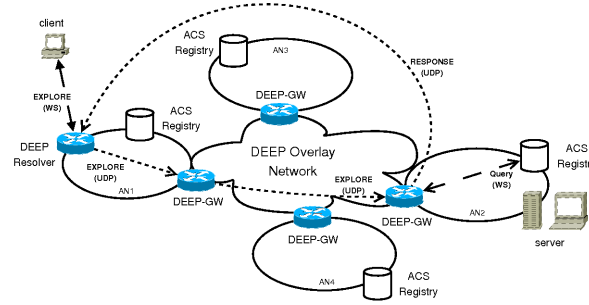 client
ACS
Registry
AN3
RESPONSE
(UDP)
EXPLORE
(WS)
ACS
Registry
DEEP-GW
DEEP
Resolver
EXPLORE
(UDP)
DEEP Overlay
Network
EXPLORE
(UDP)
Query
(WS)
ACS
Registr
AN1
DEEP-GW
DEEP-GW
AN2
DEEP-GW
server
AN4
ACS
Registry